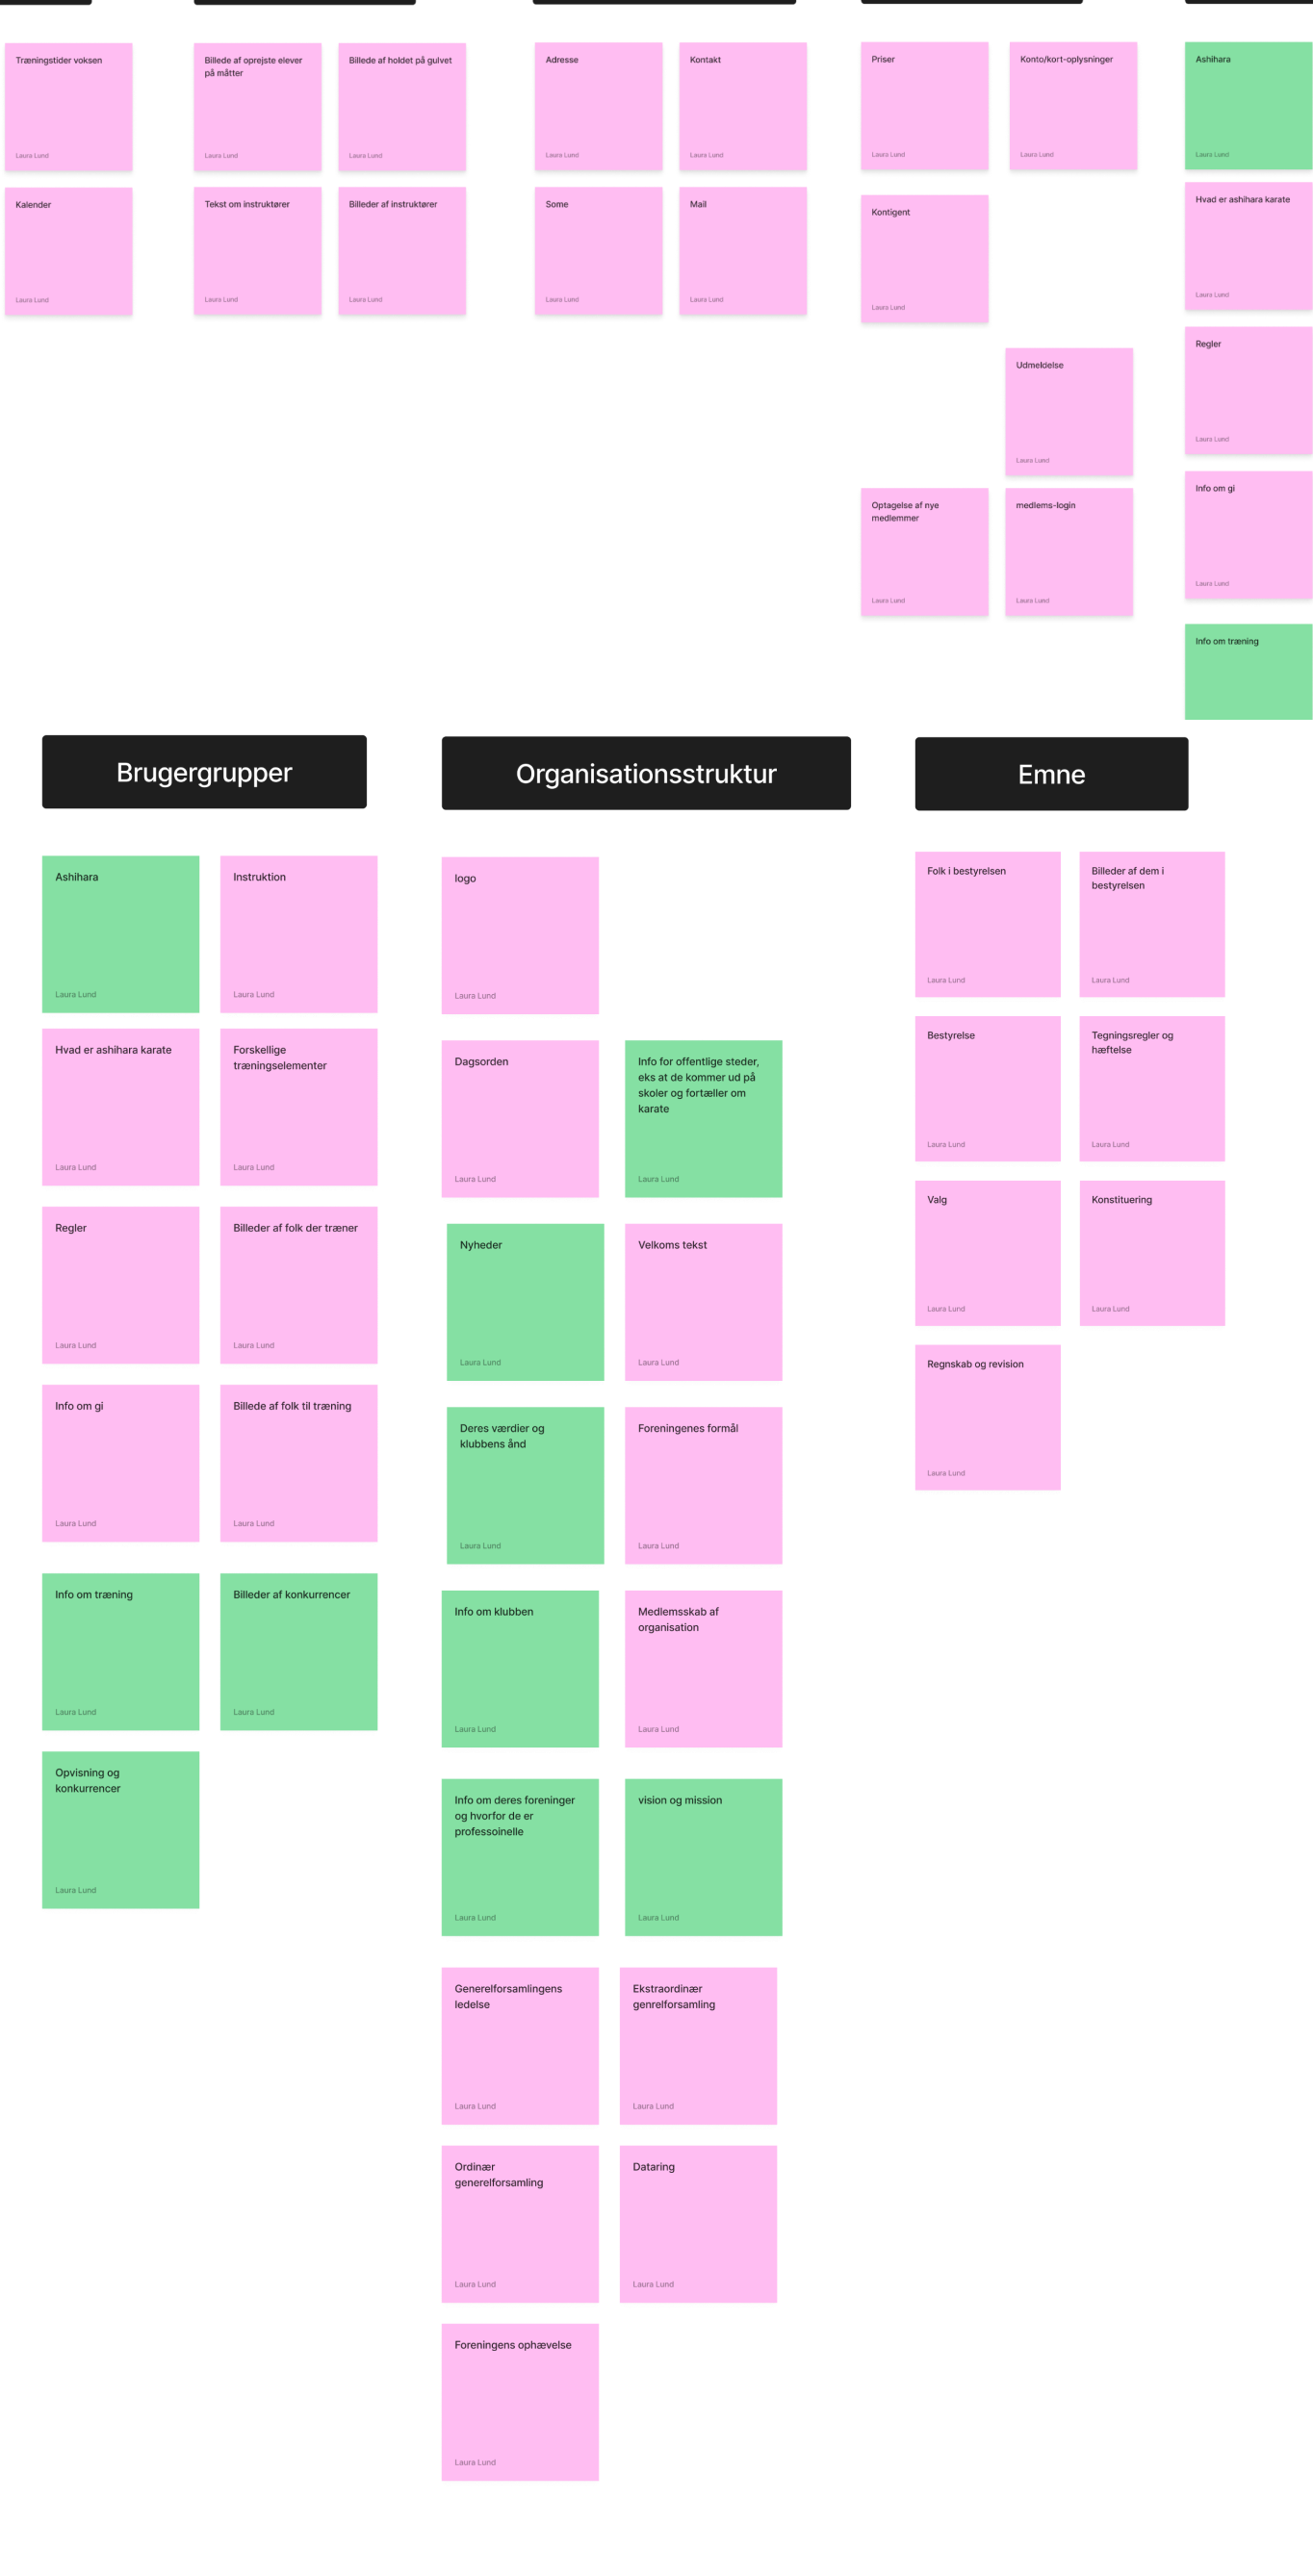 Træningstider voksen
Laura Lund
Billede af oprejste elever
på måtter
Laura Lund
Billede af holdet på gulvet
Laura Lund
Adresse
Laura Lund
Kontakt
Laura Lund
Priser
Laura Lund
Konto/kort-oplysninger
Laura Lund
Ashihara
Laura Lund
Kalender
Laura Lund
Tekst om instruktører
Laura Lund
Billeder af instruktører
Laura Lund
Some
Laura Lund
Mail
Laura Lund
Kontigent
Laura Lund
Hvad er ashihara karate
Laura Lund
Udmeldelse
Laura Lund
Regler
Laura Lund
Optagelse af nye
medlemmer
Laura Lund
medlems-login
Laura Lund
Info om gi
Laura Lund
Info om træning
Brugergrupper
Ashihara
Laura Lund
Instruktion
Laura Lund
Hvad er ashihara karate
Laura Lund
Forskellige
træningselementer
Laura Lund
Regler
Laura Lund
Billeder af folk der træner
Laura Lund
Info om gi
Laura Lund
Billede af folk til træning
Laura Lund
Info om træning
Laura Lund
Billeder af konkurrencer
Laura Lund
Opvisning og
konkurrencer
Laura Lund
Organisationsstruktur
logo
Laura Lund
Dagsorden
Laura Lund
Info for offentlige steder,
eks at de kommer ud på
skoler og fortæller om
karate
Laura Lund
Nyheder
Laura Lund
Velkoms tekst
Laura Lund
Deres værdier og
klubbens ånd
Laura Lund
Foreningenes formål
Laura Lund
Info om klubben
Laura Lund
Medlemsskab af
organisation
Laura Lund
Info om deres foreninger
og hvorfor de er
professoinelle
Laura Lund
vision og mission
Laura Lund
Generelforsamlingens
ledelse
Laura Lund
Ekstraordinær
genrelforsamling
Laura Lund
Ordinær
generelforsamling
Laura Lund
Dataring
Laura Lund
Foreningens ophævelse
Laura Lund
Emne
Folk i bestyrelsen
Laura Lund
Billeder af dem i
bestyrelsen
Laura Lund
Bestyrelse
Laura Lund
Tegningsregler og
hæftelse
Laura Lund
Valg
Laura Lund
Konstituering
Laura Lund
Regnskab og revision
Laura Lund